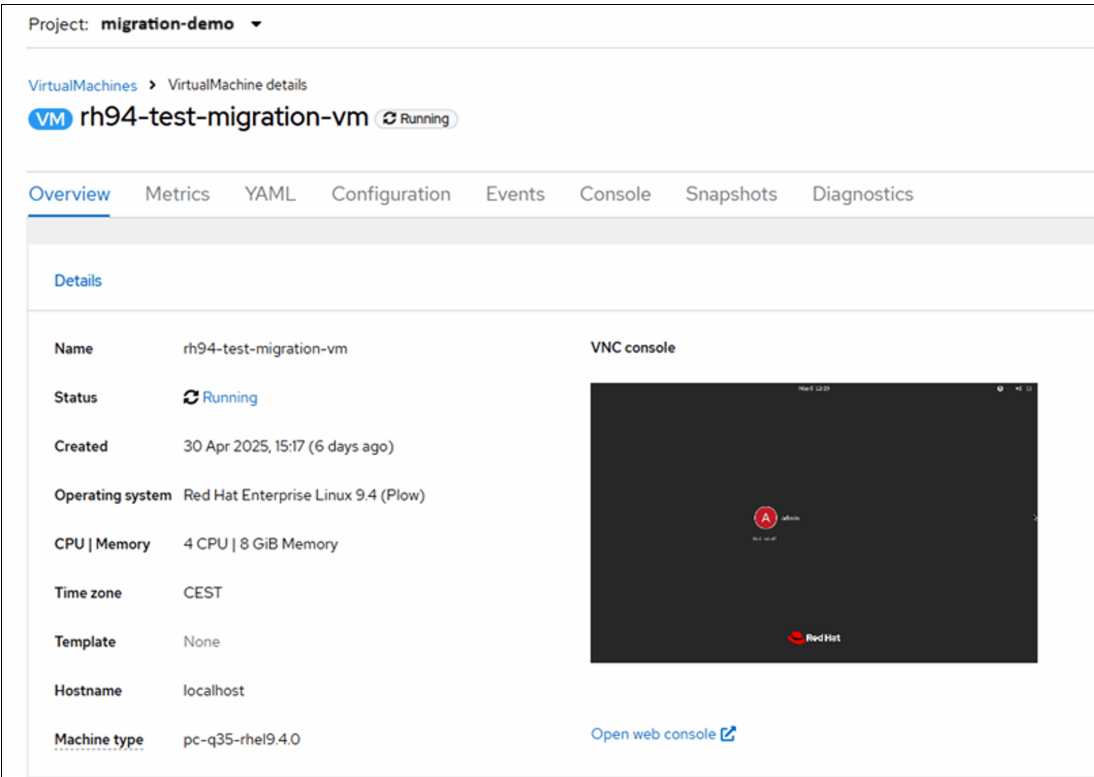 Project: migration-demo
VirtualMachines > VirtualMachine details
VM rh94-test-migration-vm Running
Overview Metrics YAML Configuration Events Console Snapshots Diagnostics
Details
Name rh94-test-migration-vm
Status Running
Created 30 Apr 2025, 15:17 (6 days ago)
Operating system Red Hat Enterprise Linux 9.4 (Plow)
CPU | Memory 4 CPU | 8 GiB Memory
Time zone CEST
Template None
Hostname localhost
Machine type pc-q35-rhel9.4.0
VNC console
A admin
Red Hat
Open web console